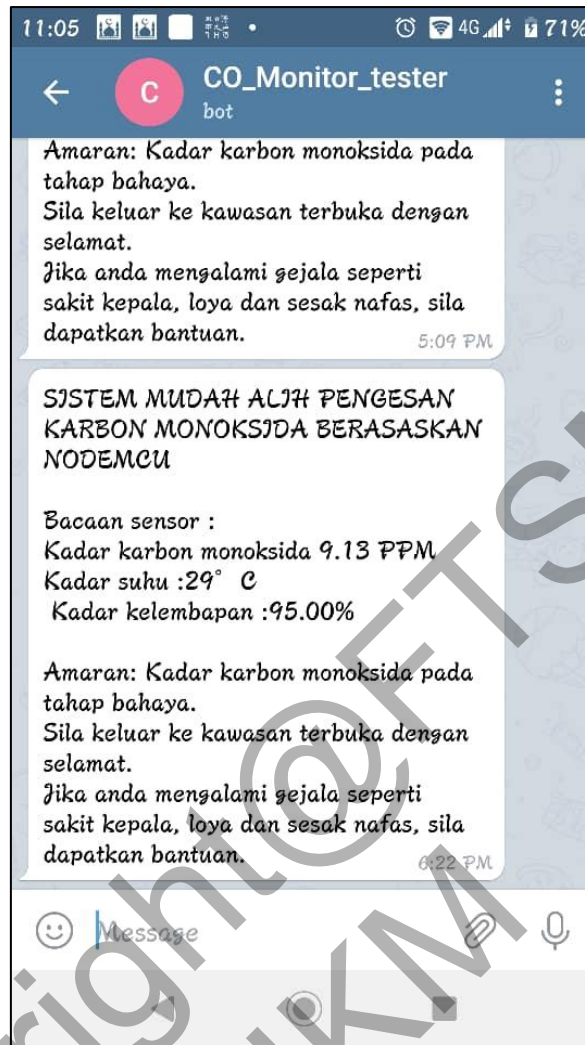 11:05
4G
71%
C
CO_Monitor_tester
bot
Amaran: Kadar karbon monoksida pada
tahap bahaya.
Sila keluar ke kawasan terbuka dengan
selamat.
Jika anda mengalami gejala seperti
sakit kepala, loya dan sesak nafas, sila
dapatkan bantuan.
5:09 PM
SISTEM MUDAH ALIH PENGESAN
KARBON MONOKSIDA BERASASKAN
NODEMCU
Bacaan sensor :
Kadar karbon monoksida 9.13 PPM
Kadar suhu :29° C
Kadar kelembapan :95.00%
Amaran: Kadar karbon monoksida pada
tahap bahaya.
Sila keluar ke kawasan terbuka dengan
selamat.
Jika anda mengalami gejala seperti
sakit kepala, loya dan sesak nafas, sila
dapatkan bantuan.
6:22 PM
Message
right@FTS
KM